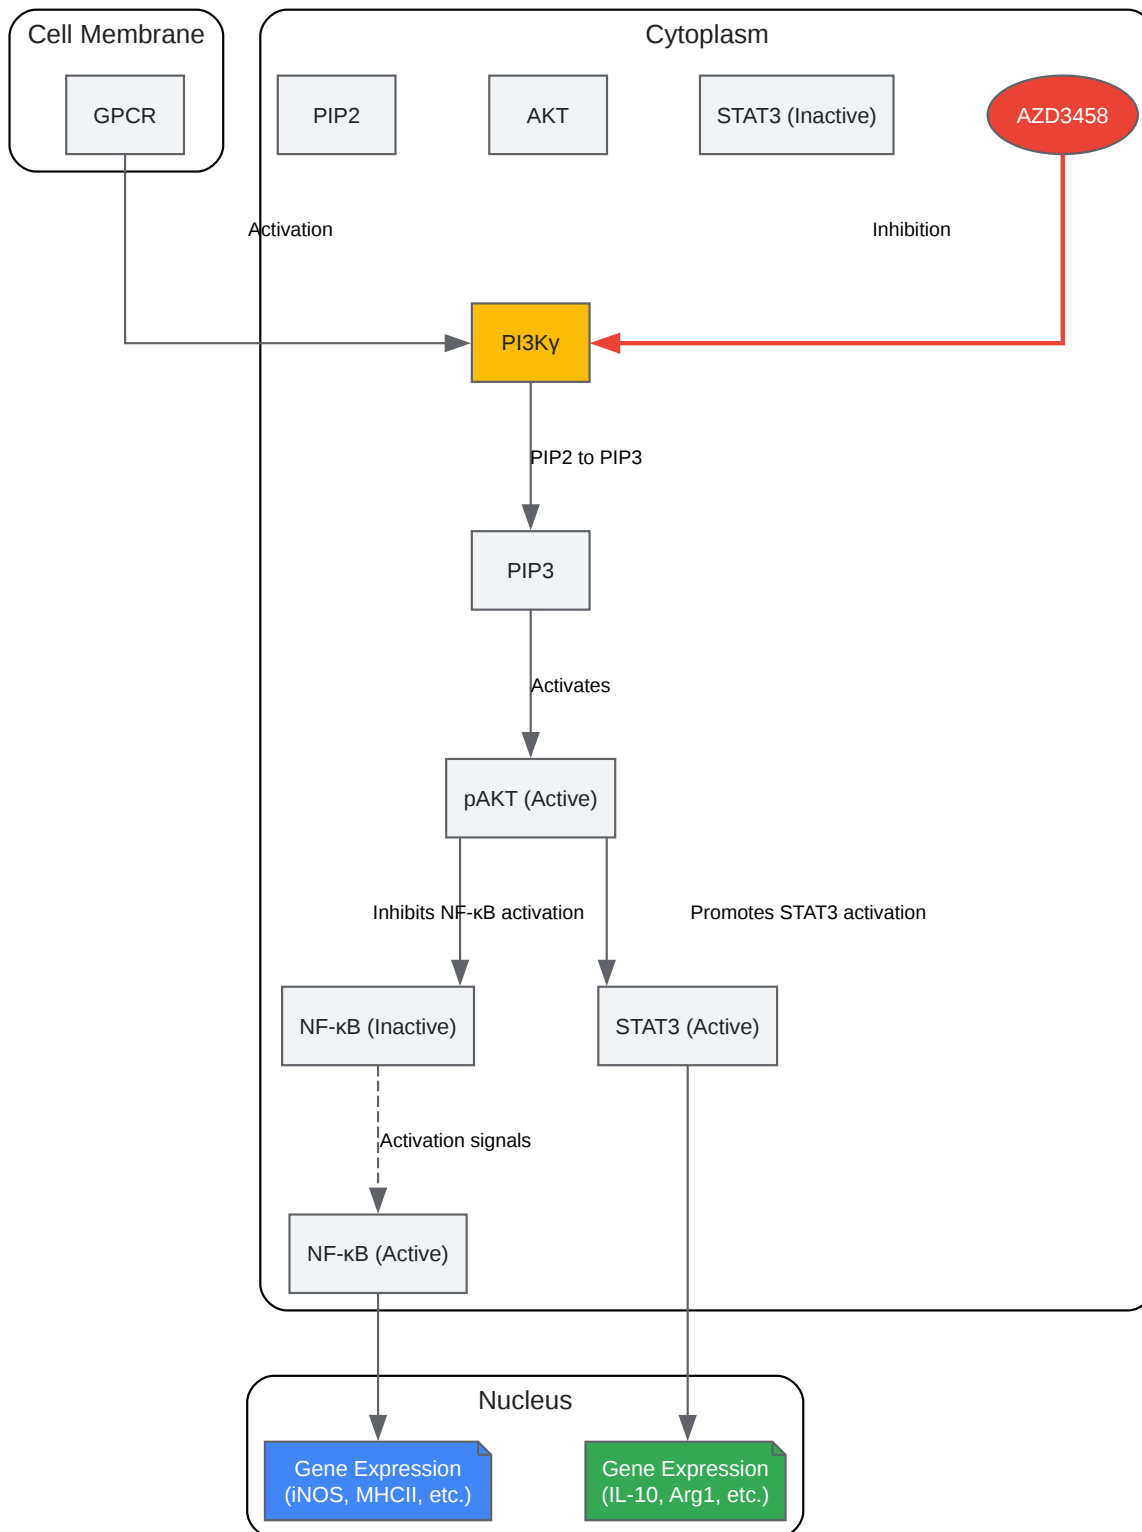 Cell Membrane
Cytoplasm
GPCR
PIP2
AKT
STAT3 (Inactive)
AZD3458
Activation
Inhibition
PI3Kγ
PIP2 to PIP3
PIP3
Activates
pAKT (Active)
Inhibits NF-κB activation
Promotes STAT3 activation
NF-κB (Inactive)
STAT3 (Active)
Activation signals
NF-κB (Active)
Nucleus
Gene Expression
(iNOS, MHCII, etc.)
Gene Expression
(IL-10, Arg1, etc.)